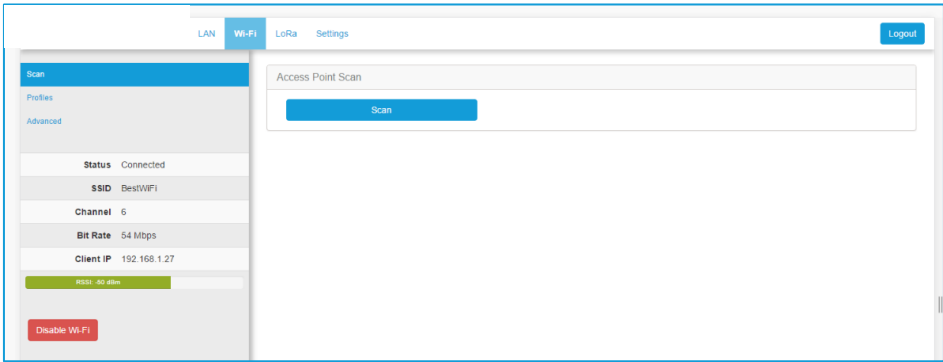 LAN Wi-Fi LoRa Settings Logout
Scan
Profiles
Advanced
Status Connected
SSID BestWiFi
Channel 6
Bit Rate 54 Mbps
Client IP 192.168.1.27
RSSI: -50 dBm
Disable Wi-Fi
Access Point Scan
Scan